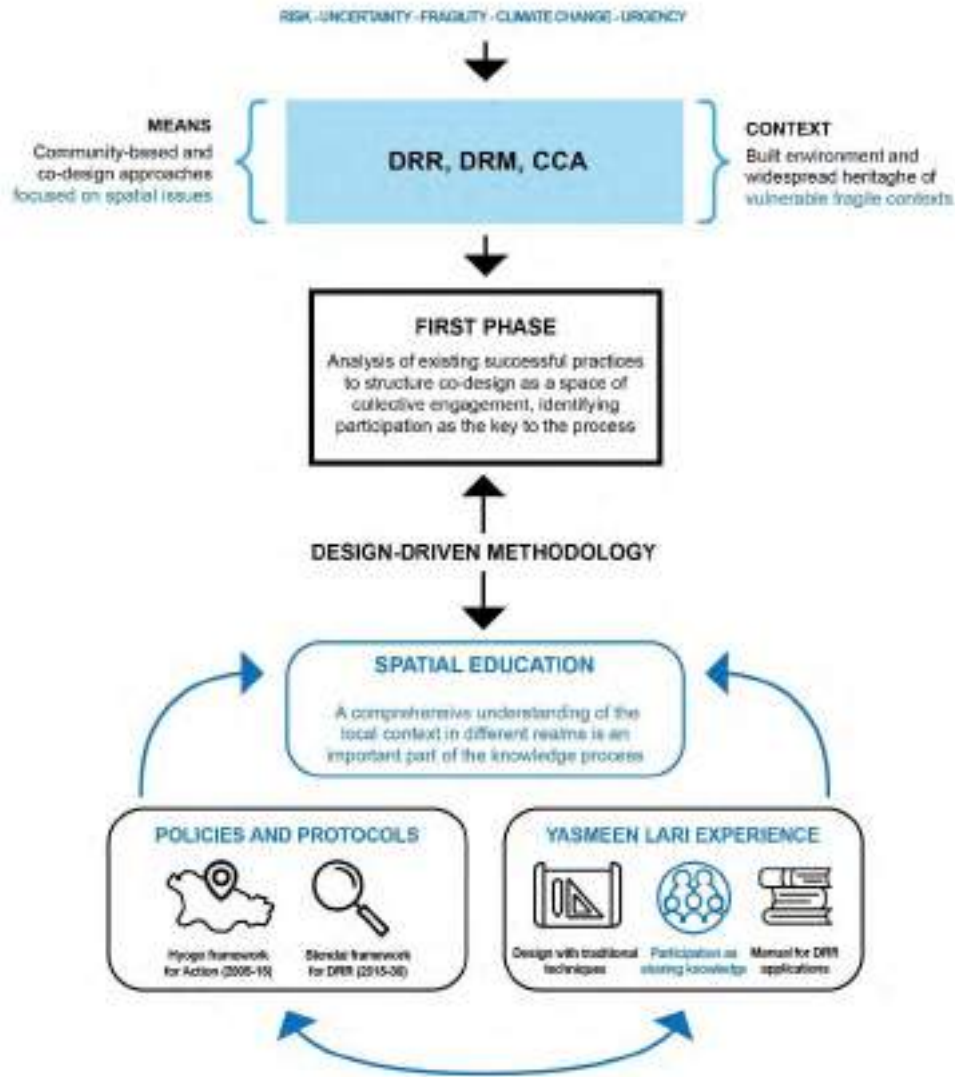 RISK - UNCERTAINTY - FRAGILITY - CLIMATE CHANGE - URGENCY
MEANS
Community-based and
co-design approaches
focused on spatial issues
DRR, DRM, CCA
CONTEXT
Built environment and
widespread heritaghe of
vulnerable fragile contexts
FIRST PHASE
Analysis of existing successful practices
to structure co-design as a space of
collective engagement, identifying
participation as the key to the process
DESIGN-DRIVEN METHODOLOGY
SPATIAL EDUCATION
A comprehensive understanding of the
local context in different realms is an
important part of the knowledge process
POLICIES AND PROTOCOLS
Hyogo framework
for Action (2005-15)
framework
for DRR (2015-30)
YASMEEN LARI EXPERIENCE
Design with traditional
techniques
Participation as
sharing knowledge
Manual for DRR
applications